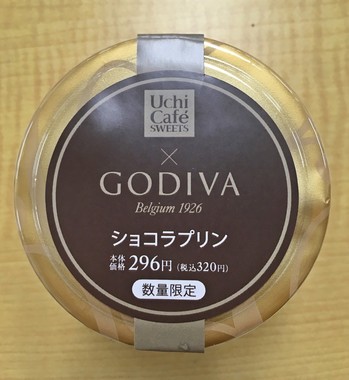 Uchi
Café
SWEETS
×
GODIVA
Belgium 1926
ショコラプリン
本体価格 296円 (税込320円)
数量限定